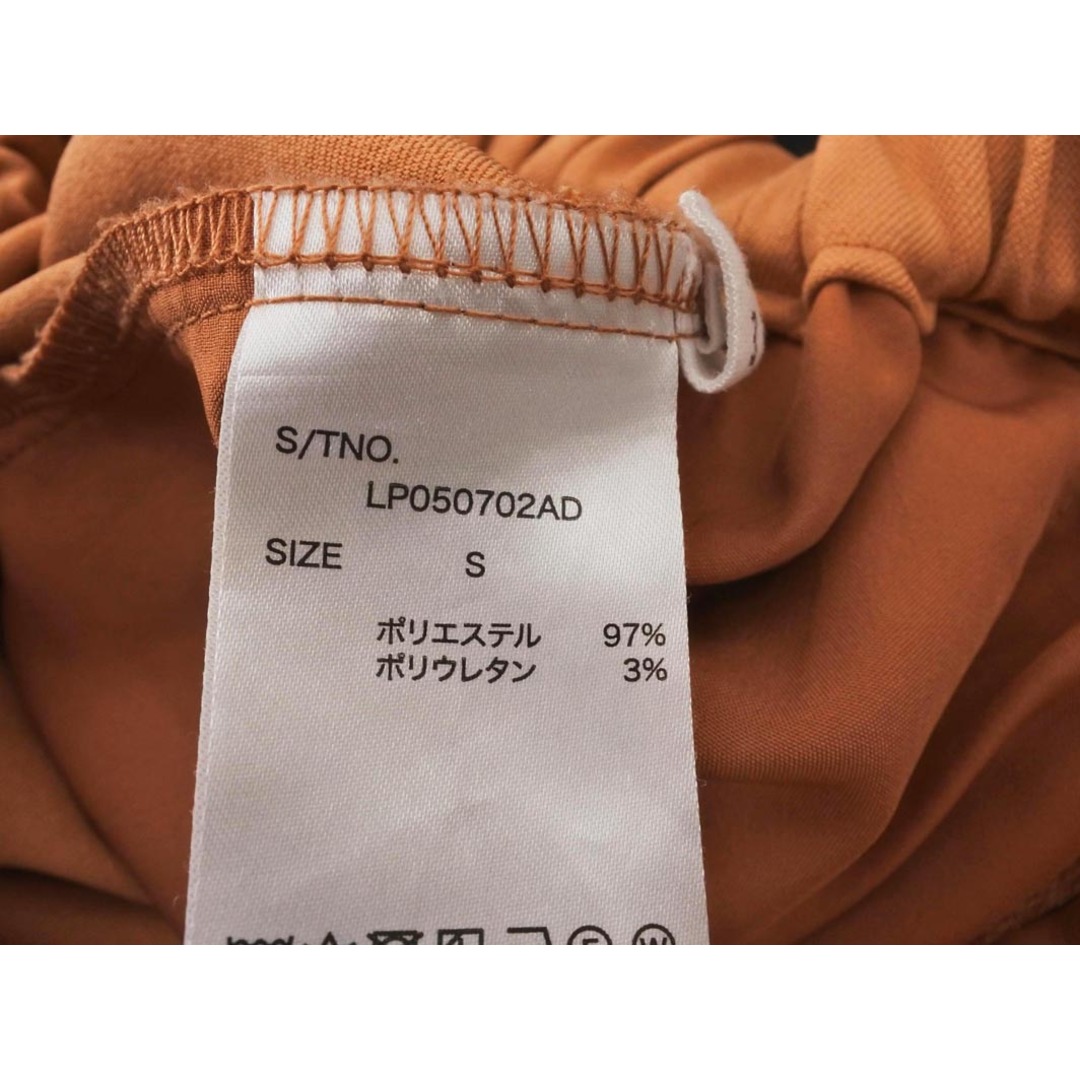 S/TNO.
LP050702AD
SIZE S
ポリエステル 97%
ポリウレタン 3%
F W